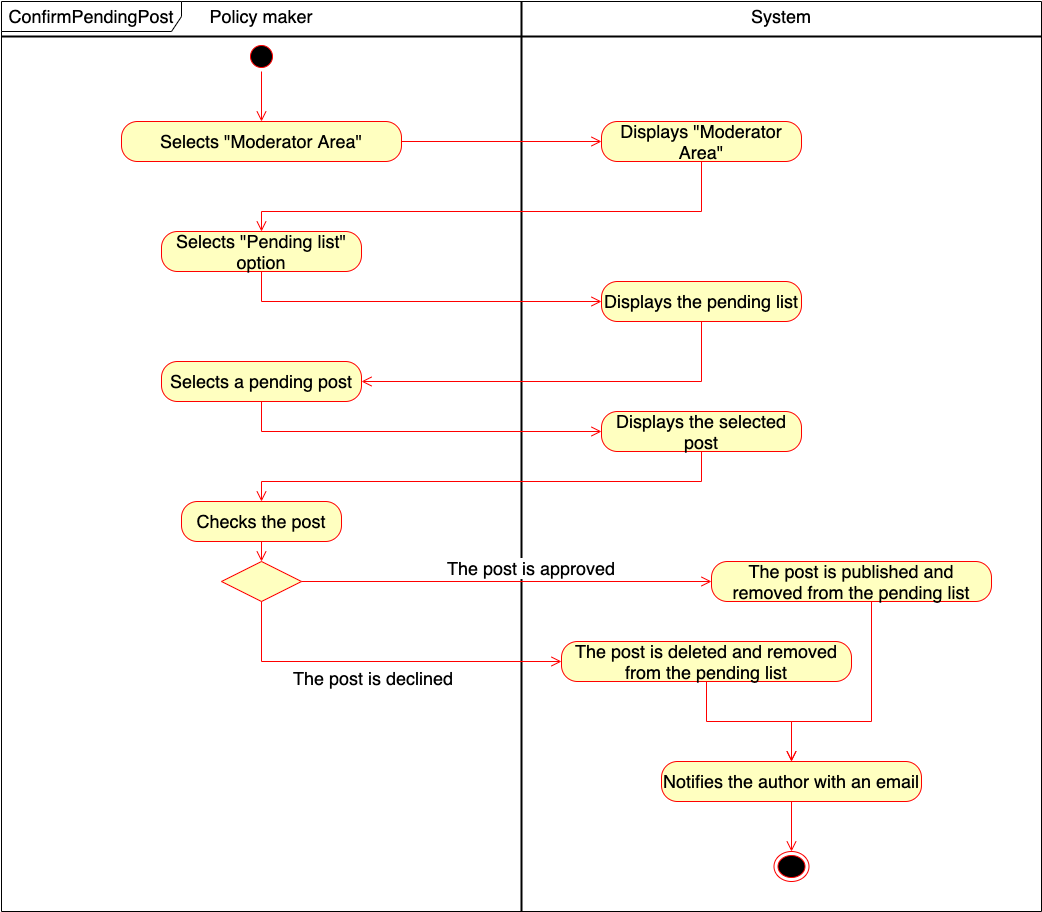 ConfirmPendingPost
Policy maker
System
Selects "Moderator Area"
Displays "Moderator
Area"
Selects "Pending list"
option
Displays the pending list
Selects a pending post
Displays the selected
post
Checks the post
The post is approved
The post is published and
removed from the pending list
The post is deleted and removed
from the pending list
The post is declined
Notifies the author with an email